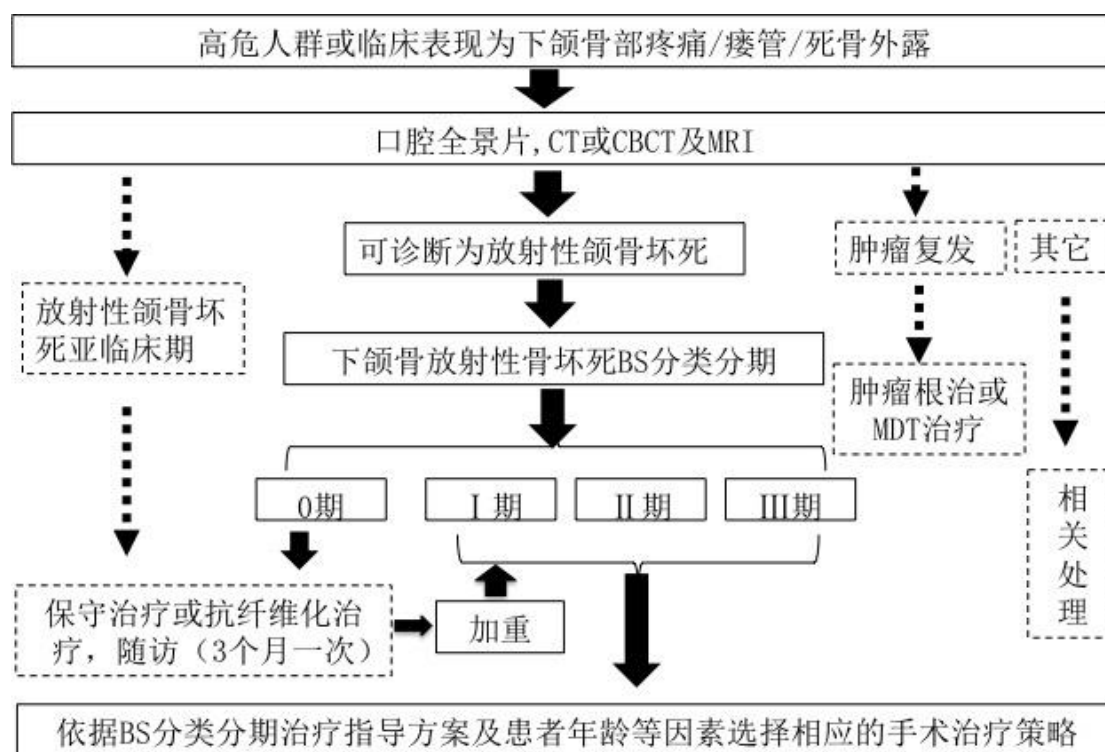 高危人群或临床表现为下颌骨部疼痛/瘘管/死骨外露
口腔全景片,CT或CBCT及MRI
可诊断为放射性颌骨坏死
肿瘤复发
其它
放射性颌骨坏
死亚临床期
下颌骨放射性骨坏死BS分类分期
肿瘤根治或
MDT治疗
0期
Ⅰ期
Ⅱ期
Ⅲ期
相
关
处
理
保守治疗或抗纤维化治
疗，随访（3个月一次）
加重
依据BS分类分期治疗指导方案及患者年龄等因素选择相应的手术治疗策略